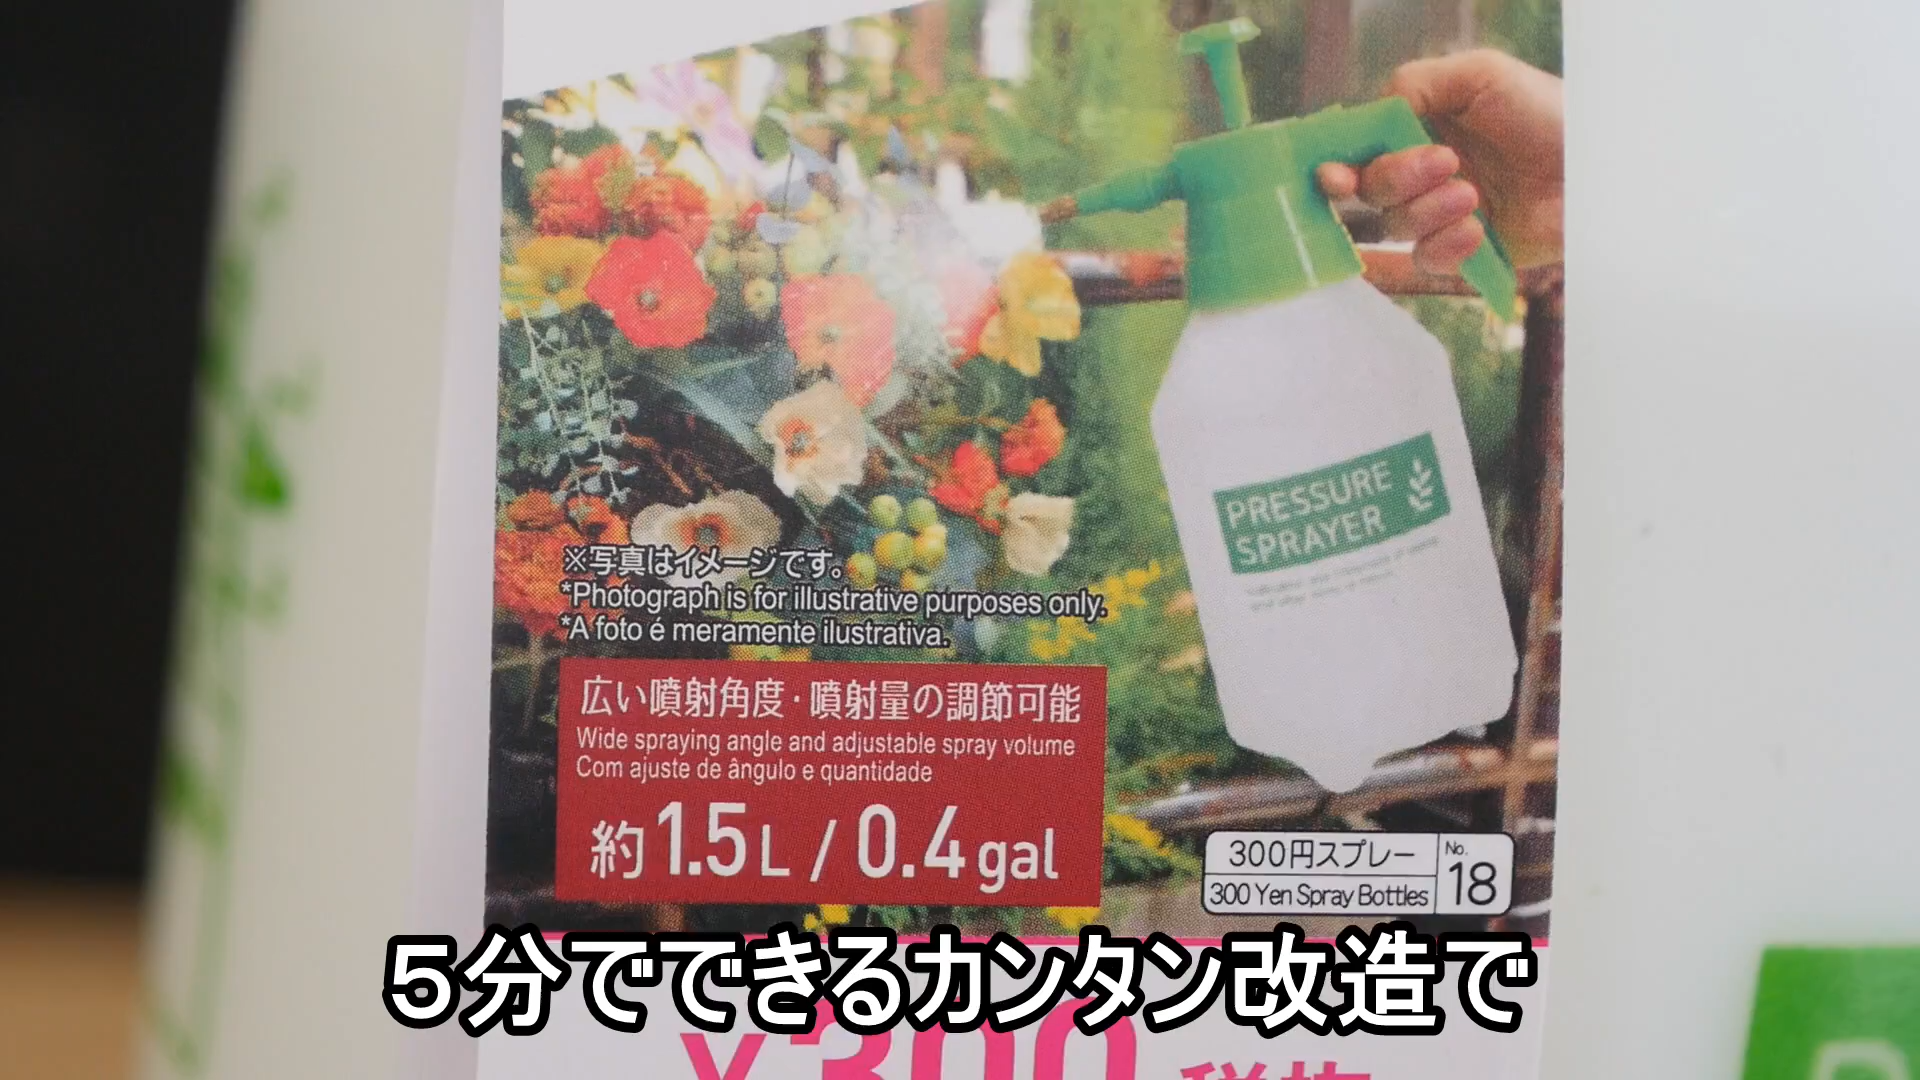 PRESSURE
SPRAYER
※写真はイメージです。
*Photograph is for illustrative purposes only.
*A foto é meramente ilustrativa.
広い噴射角度・噴射量の調節可能
Wide spraying angle and adjustable spray volume
Com ajuste de ângulo e quantidade
約1.5L / 0.4gal
300円スプレー
300 Yen Spray Bottles
No.
18
5分でできるカンタン改造で
¥300 税抜